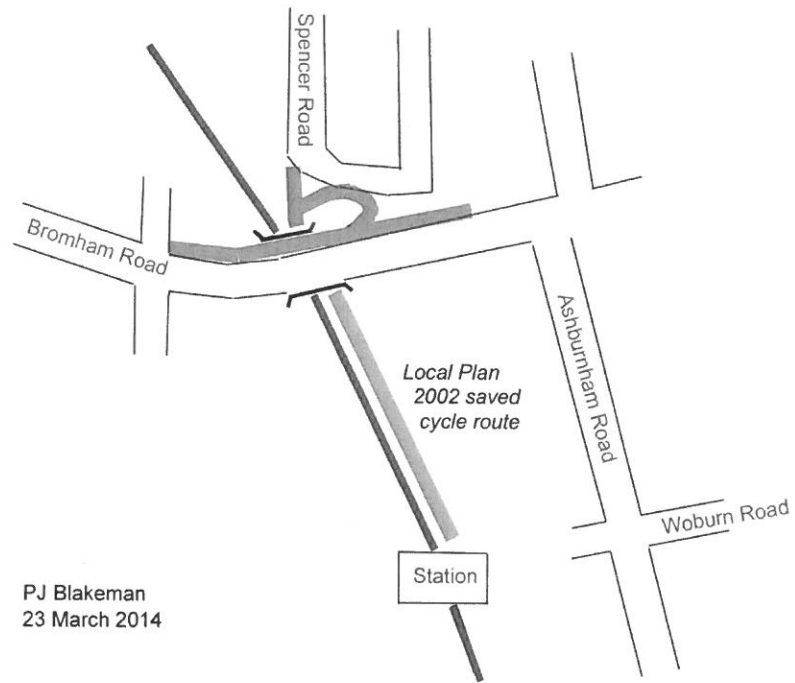 Spencer Road
Bromham Road
Local Plan
2002 saved
cycle route
Ashburnham Road
Woburn Road
Station
PJ Blakeman
23 March 2014